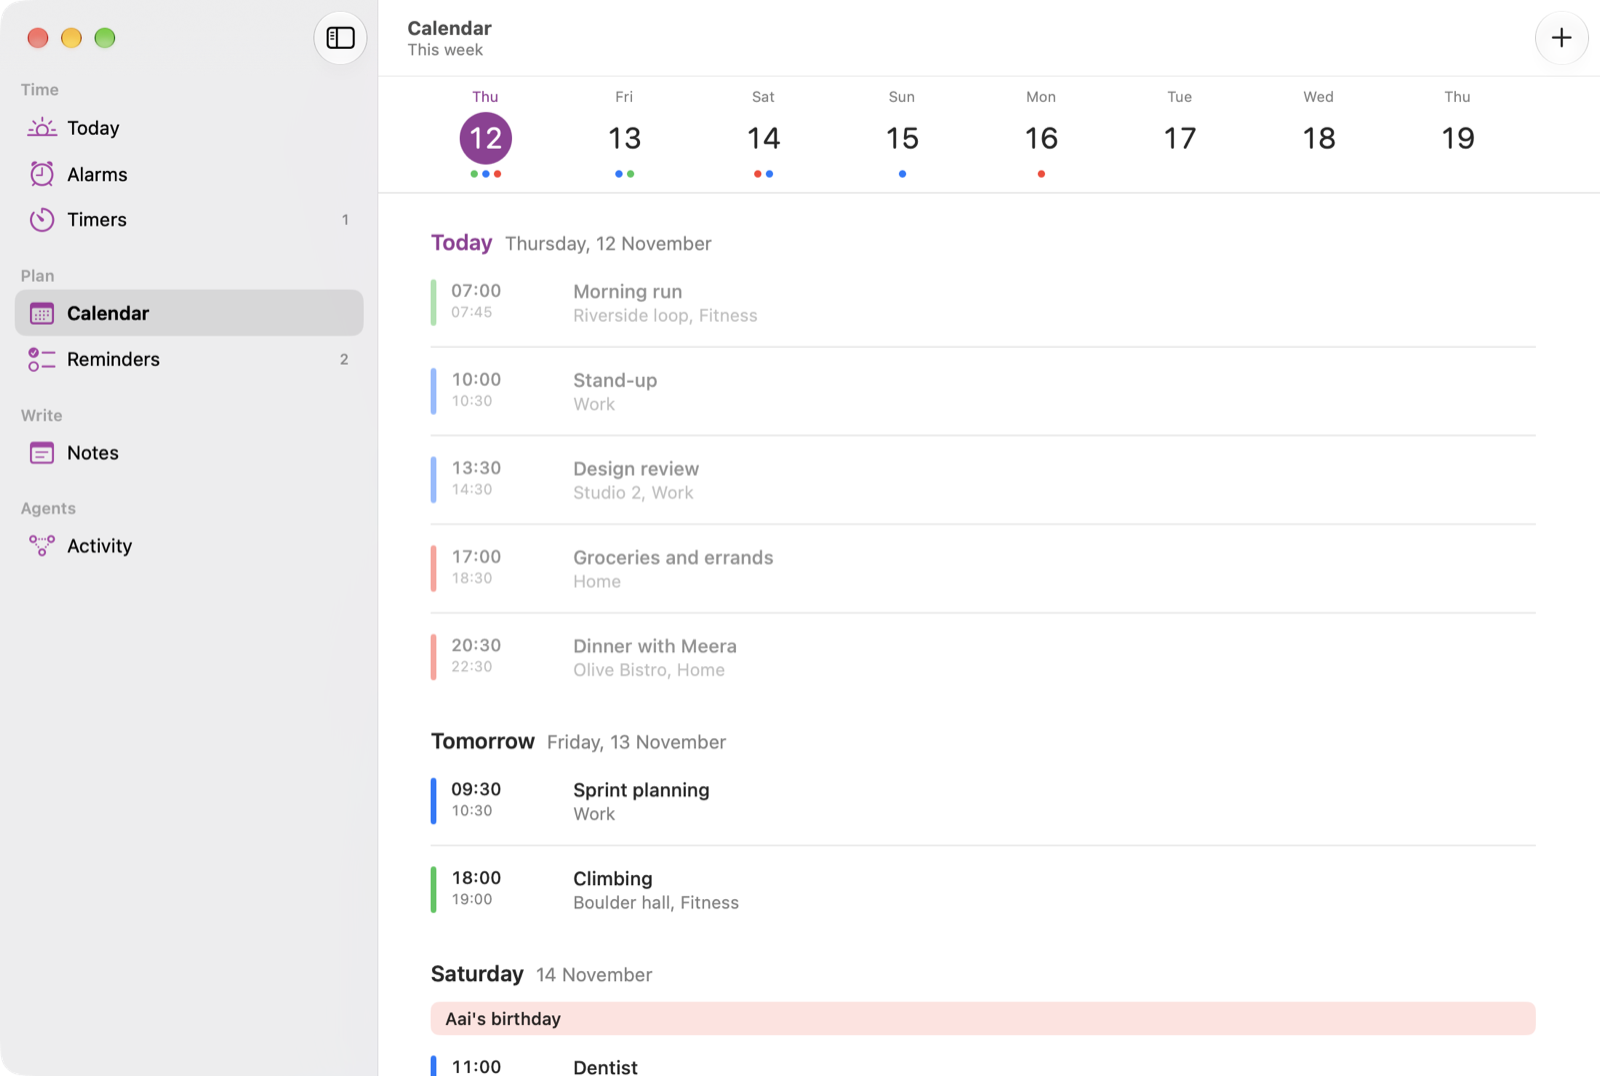 Time
Today
Alarms
Timers 1
Plan
Calendar
Reminders 2
Write
Notes
Agents
Activity
Calendar
This week
Thu Fri Sat Sun Mon Tue Wed Thu
12 13 14 15 16 17 18 19
Today Thursday, 12 November
07:00 Morning run
07:45 Riverside loop, Fitness
10:00 Stand-up
10:30 Work
13:30 Design review
14:30 Studio 2, Work
17:00 Groceries and errands
18:30 Home
20:30 Dinner with Meera
22:30 Olive Bistro, Home
Tomorrow Friday, 13 November
09:30 Sprint planning
10:30 Work
18:00 Climbing
19:00 Boulder hall, Fitness
Saturday 14 November
Aai's birthday
11:00 Dentist